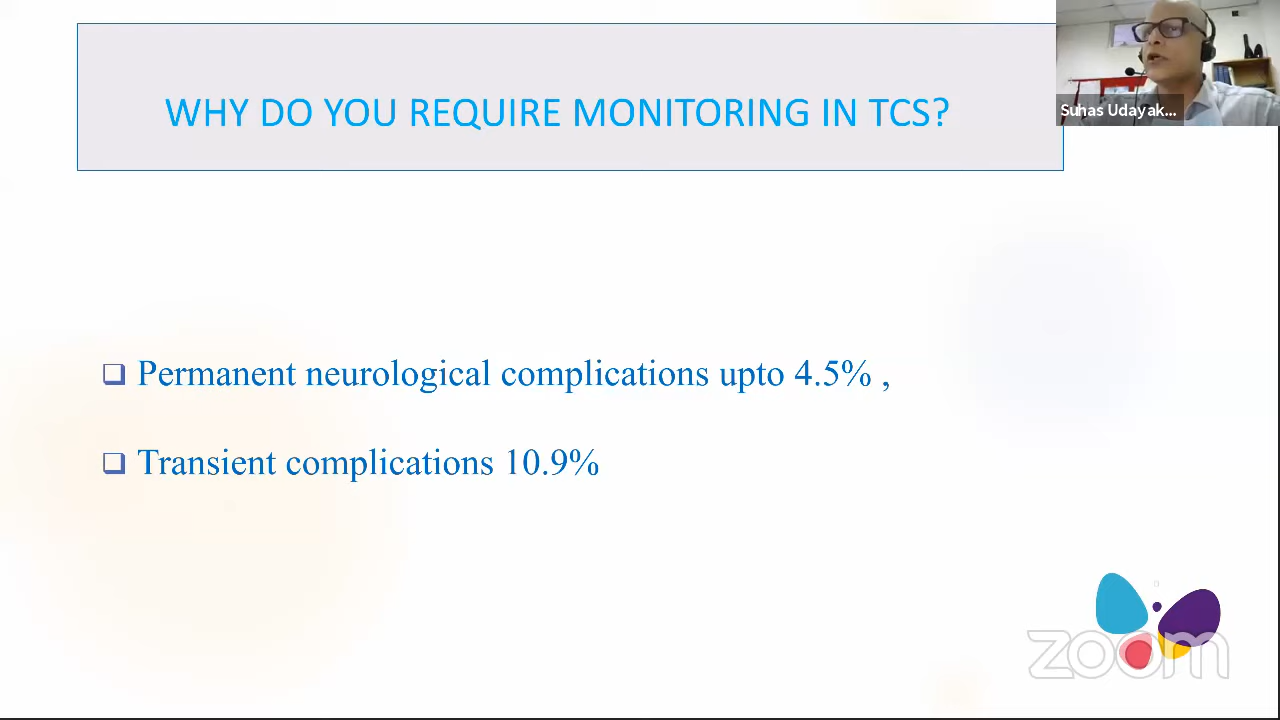 WHY DO YOU REQUIRE MONITORING IN TCS?
Suhas Udayak...
Permanent neurological complications upto 4.5% ,
Transient complications 10.9%
zoom